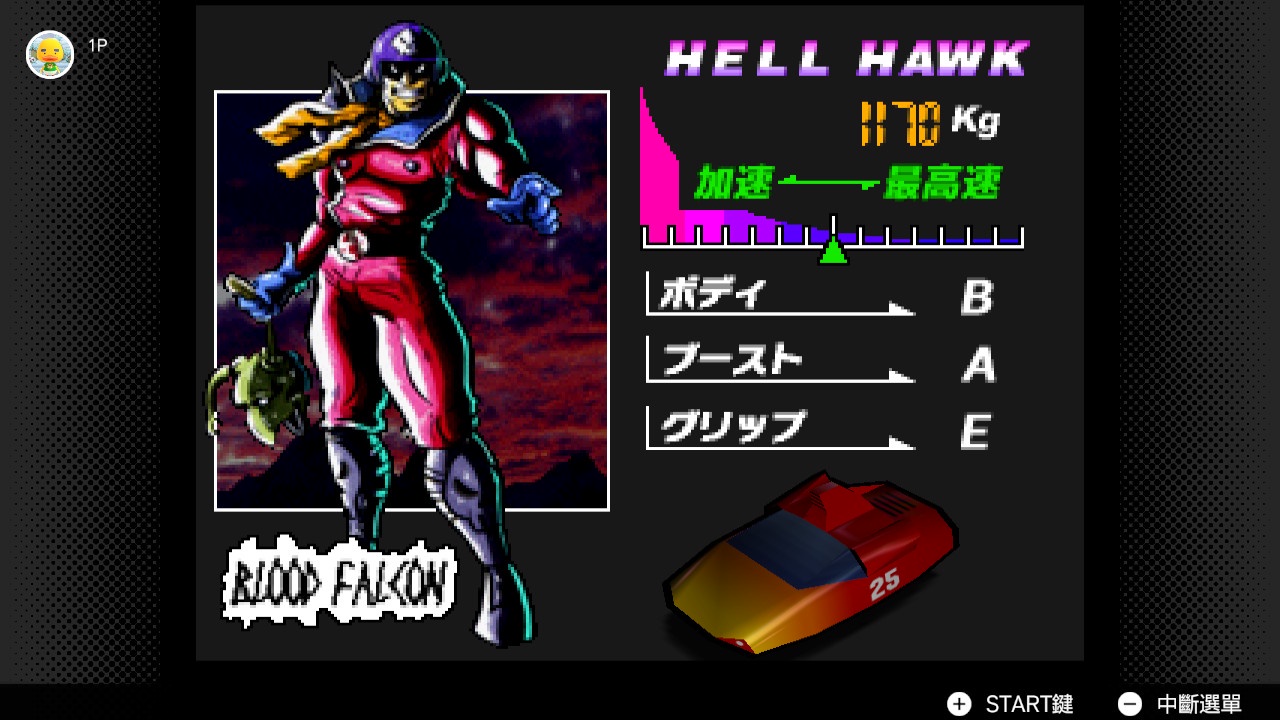 1P
HELL HAWK
1170 Kg
加速 最高速
ボディ B
ブースト A
グリップ E
25
BLOOD FALCON
START鍵 中斷選單